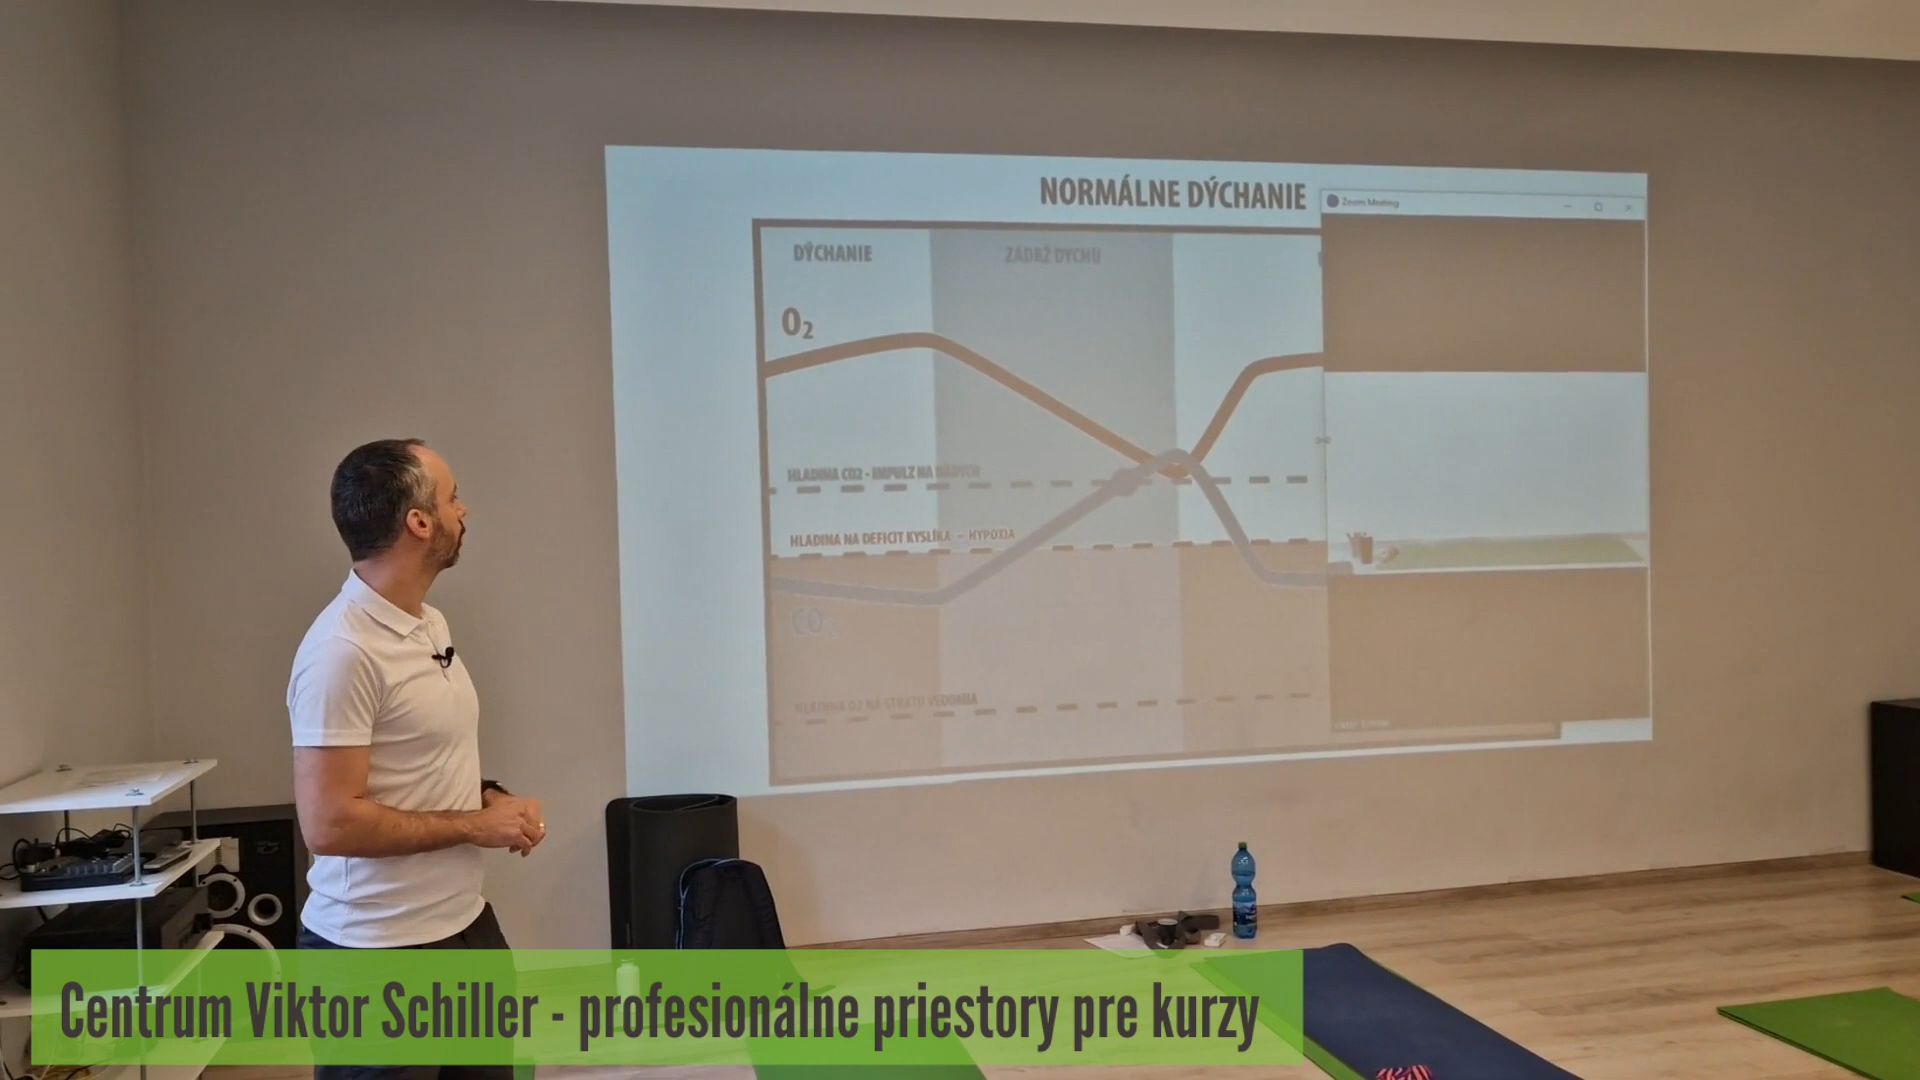 NORMÁLNE DÝCHANIE
Zoom Meeting
DÝCHANIE
ZÁDRŽ DYCHU
O₂
HLADINA CO2 - IMPULZ NA NÁDYCH
HLADINA NA DEFICIT KYSLÍKA - HYPOXIA
CO₂
HLADINA O2 NA STRATU VEDOMIA
Centrum Viktor Schiller - profesionálne priestory pre kurzy